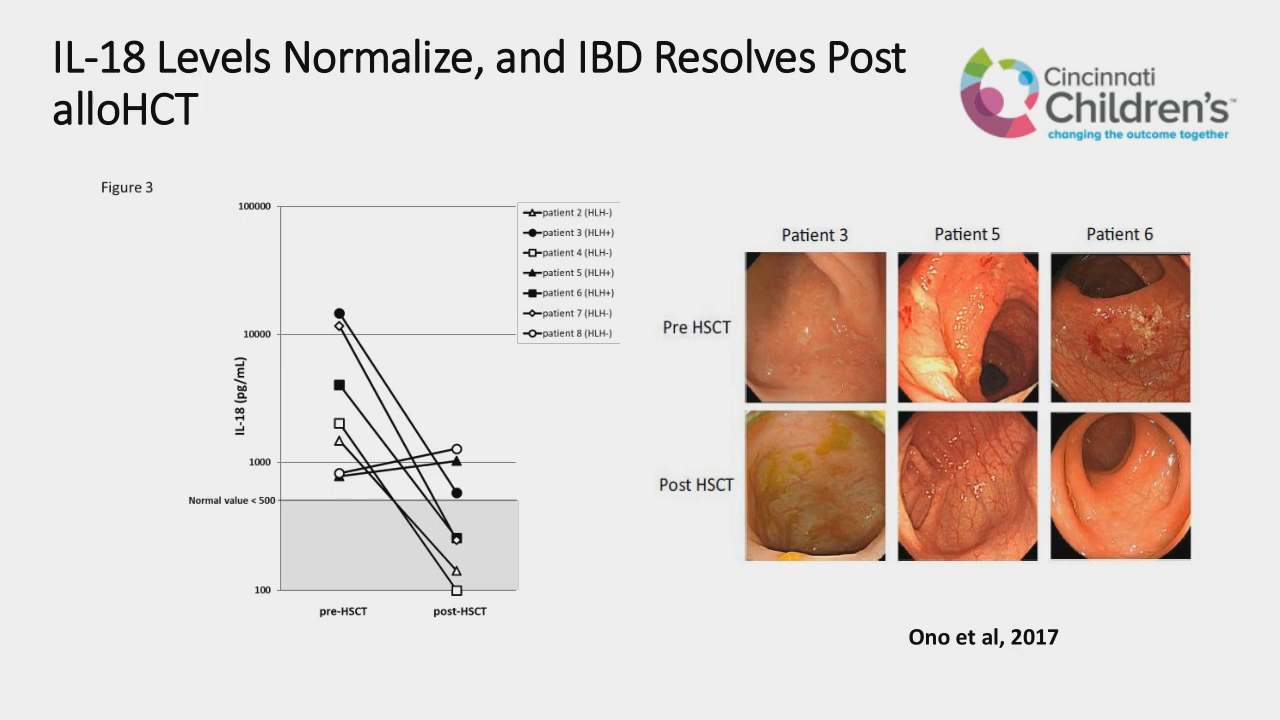 IL-18 Levels Normalize, and IBD Resolves Post
alloHCT
Cincinnati
Children's™
changing the outcome together
Figure 3
100000
10000
1000
Normal value < 500
100
IL-18 (pg/mL)
pre-HSCT
post-HSCT
patient 2 (HLH-)
patient 3 (HLH+)
patient 4 (HLH-)
patient 5 (HLH+)
patient 6 (HLH+)
patient 7 (HLH-)
patient 8 (HLH-)
Patient 3
Patient 5
Patient 6
Pre HSCT
Post HSCT
Ono et al, 2017